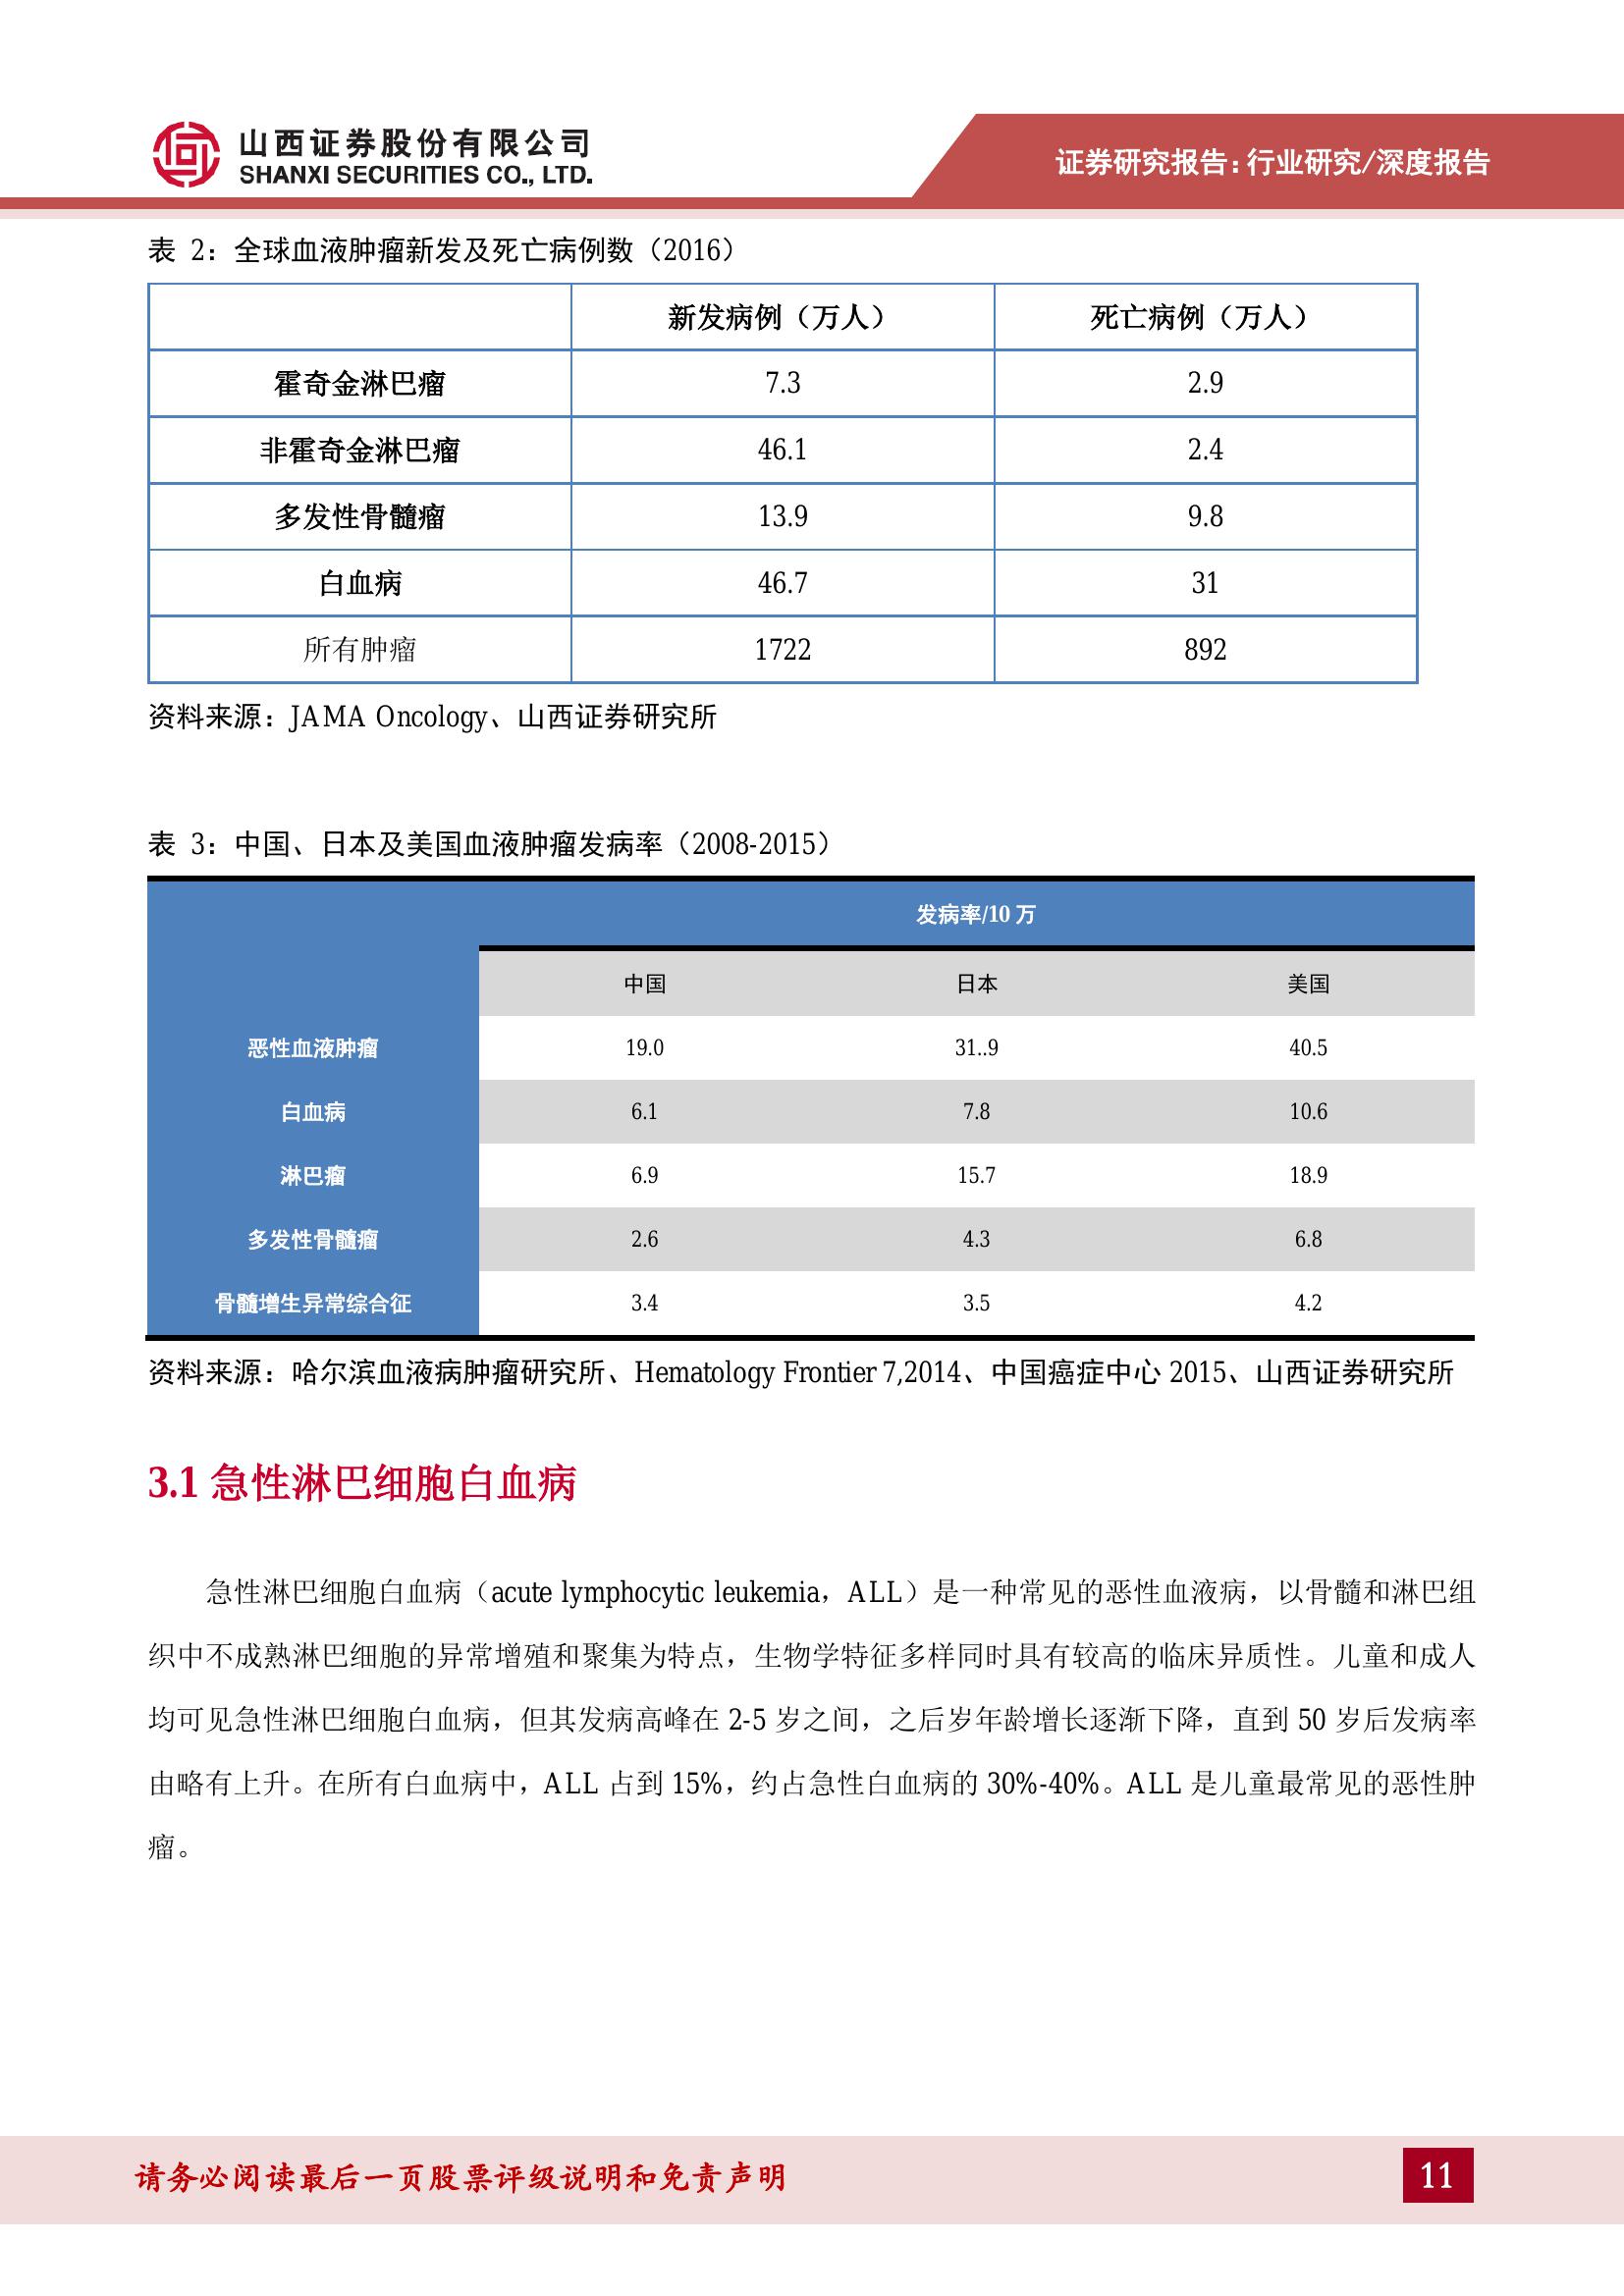 山西证券股份有限公司
SHANXI SECURITIES CO., LTD.
证券研究报告：行业研究/深度报告
表 2：全球血液肿瘤新发及死亡病例数（2016）
新发病例（万人） 死亡病例（万人）
霍奇金淋巴瘤 7.3 2.9
非霍奇金淋巴瘤 46.1 2.4
多发性骨髓瘤 13.9 9.8
白血病 46.7 31
所有肿瘤 1722 892
资料来源：JAMA Oncology、山西证券研究所
表 3：中国、日本及美国血液肿瘤发病率（2008-2015）
发病率/10 万
中国 日本 美国
恶性血液肿瘤 19.0 31..9 40.5
白血病 6.1 7.8 10.6
淋巴瘤 6.9 15.7 18.9
多发性骨髓瘤 2.6 4.3 6.8
骨髓增生异常综合征 3.4 3.5 4.2
资料来源：哈尔滨血液病肿瘤研究所、Hematology Frontier 7,2014、中国癌症中心 2015、山西证券研究所
3.1 急性淋巴细胞白血病
急性淋巴细胞白血病（acute lymphocytic leukemia，ALL）是一种常见的恶性血液病，以骨髓和淋巴组
织中不成熟淋巴细胞的异常增殖和聚集为特点，生物学特征多样同时具有较高的临床异质性。儿童和成人
均可见急性淋巴细胞白血病，但其发病高峰在 2-5 岁之间，之后岁年龄增长逐渐下降，直到 50 岁后发病率
由略有上升。在所有白血病中，ALL 占到 15%，约占急性白血病的 30%-40%。ALL 是儿童最常见的恶性肿
瘤。
请务必阅读最后一页股票评级说明和免责声明
11